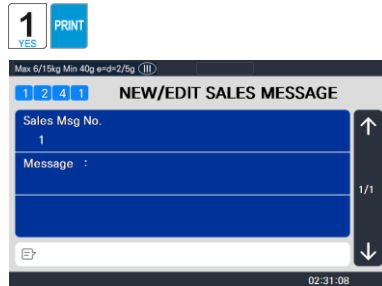 1
YES
PRINT
Max 6/15kg Min 40g e=d=2/5g (III)
1 2 4 1 NEW/EDIT SALES MESSAGE
Sales Msg No.
1
Message :
1/1
02:31:08